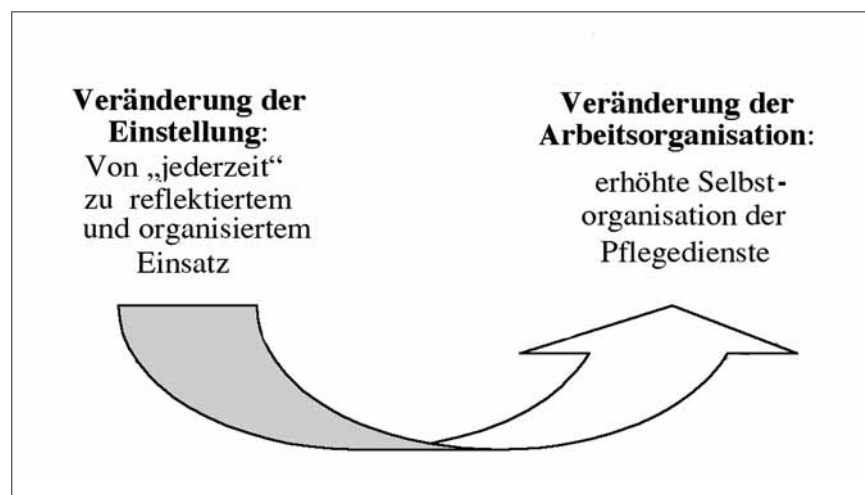 Veränderung der
Einstellung:
Von „jederzeit“
zu reflektiertem
und organisiertem
Einsatz
Veränderung der
Arbeitsorganisation:
erhöhte Selbst-
organisation der
Pflegedienste